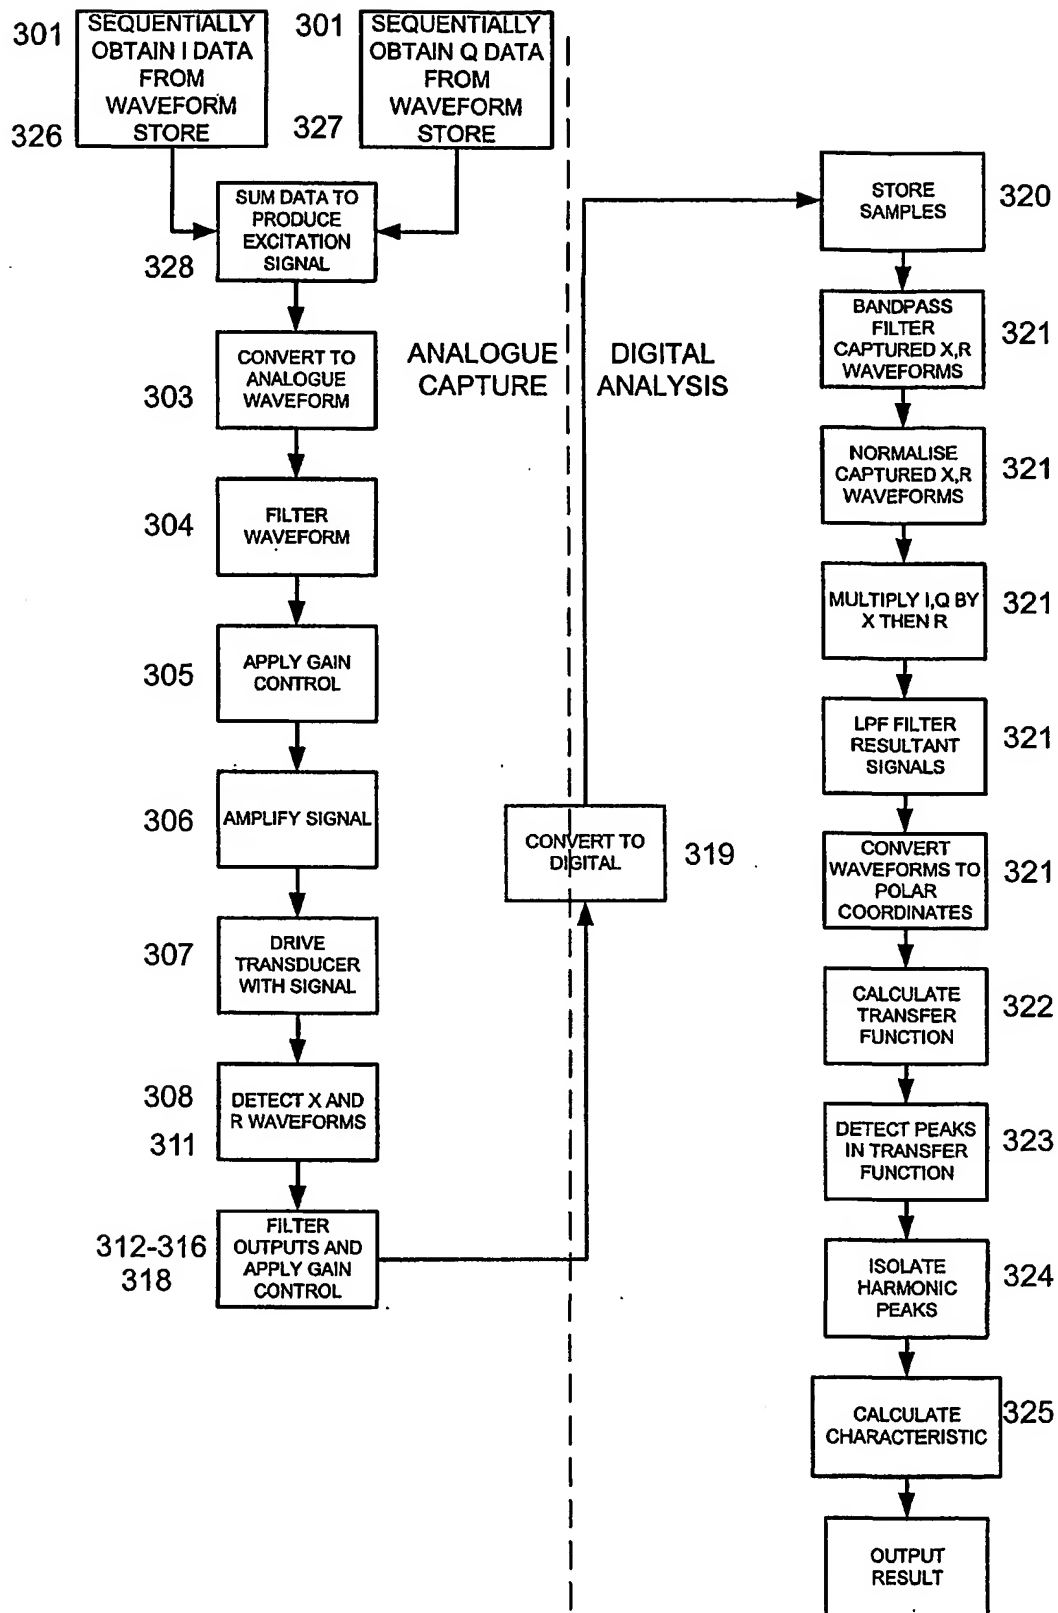 301
SEQUENTIALLY
OBTAIN I DATA
FROM
WAVEFORM
STORE
326
301
SEQUENTIALLY
OBTAIN Q DATA
FROM
WAVEFORM
STORE
327
SUM DATA TO
PRODUCE
EXCITATION
SIGNAL
328
CONVERT TO
ANALOGUE
WAVEFORM
303
FILTER
WAVEFORM
304
APPLY GAIN
CONTROL
305
AMPLIFY SIGNAL
306
DRIVE
TRANSDUCER
WITH SIGNAL
307
DETECT X AND
R WAVEFORMS
308
311
FILTER
OUTPUTS AND
APPLY GAIN
CONTROL
312-316
318
ANALOGUE
CAPTURE
DIGITAL
ANALYSIS
CONVERT TO
DIGITAL
319
STORE
SAMPLES
320
BANDPASS
FILTER
CAPTURED X,R
WAVEFORMS
321
NORMALISE
CAPTURED X,R
WAVEFORMS
321
MULTIPLY I,Q BY
X THEN R
321
LPF FILTER
RESULTANT
SIGNALS
321
CONVERT
WAVEFORMS TO
POLAR
COORDINATES
321
CALCULATE
TRANSFER
FUNCTION
322
DETECT PEAKS
IN TRANSFER
FUNCTION
323
ISOLATE
HARMONIC
PEAKS
324
CALCULATE
CHARACTERISTIC
325
OUTPUT
RESULT